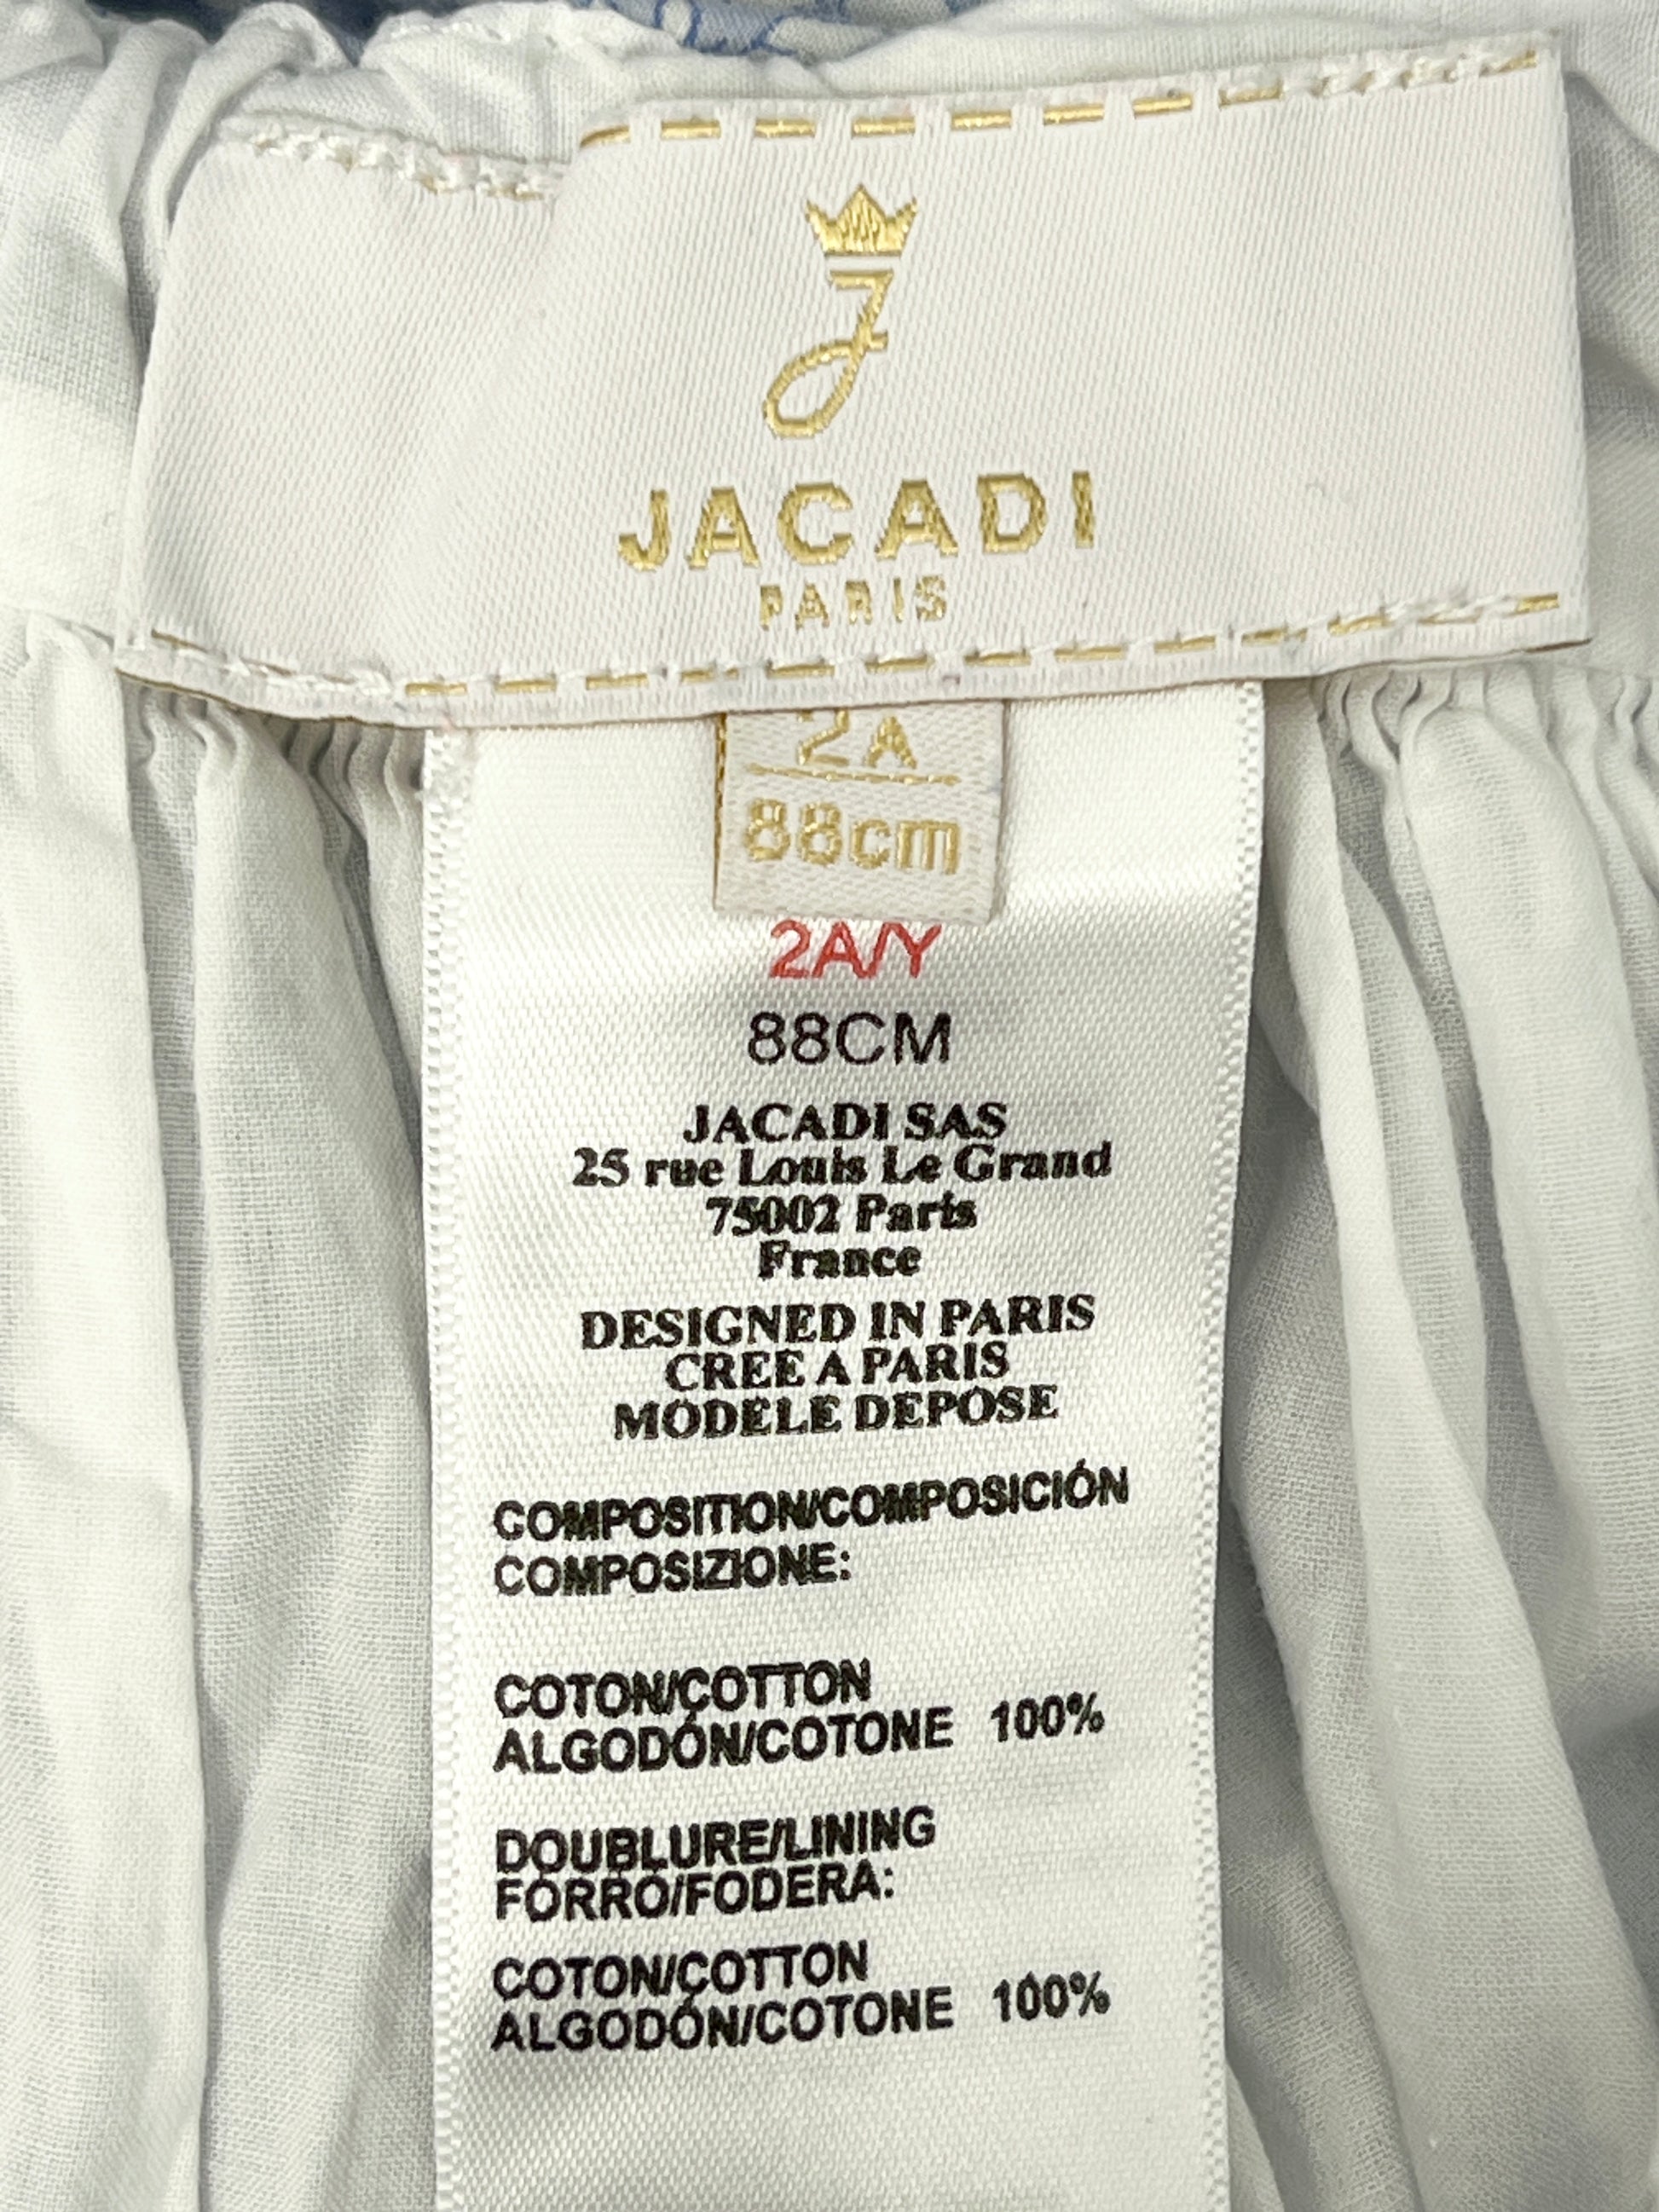 J
JACADI
PARIS
2A
88cm
2A/Y
88CM
JACADI SAS
25 rue Louis Le Grand
75002 Paris
France
DESIGNED IN PARIS
CREE A PARIS
MODELE DEPOSE
COMPOSITION/COMPOSICIÓN
COMPOSIZIONE:
COTON/COTTON
ALGODÓN/COTONE 100%
DOUBLURE/LINING
FORRO/FODERA:
COTON/COTTON
ALGODÓN/COTONE 100%